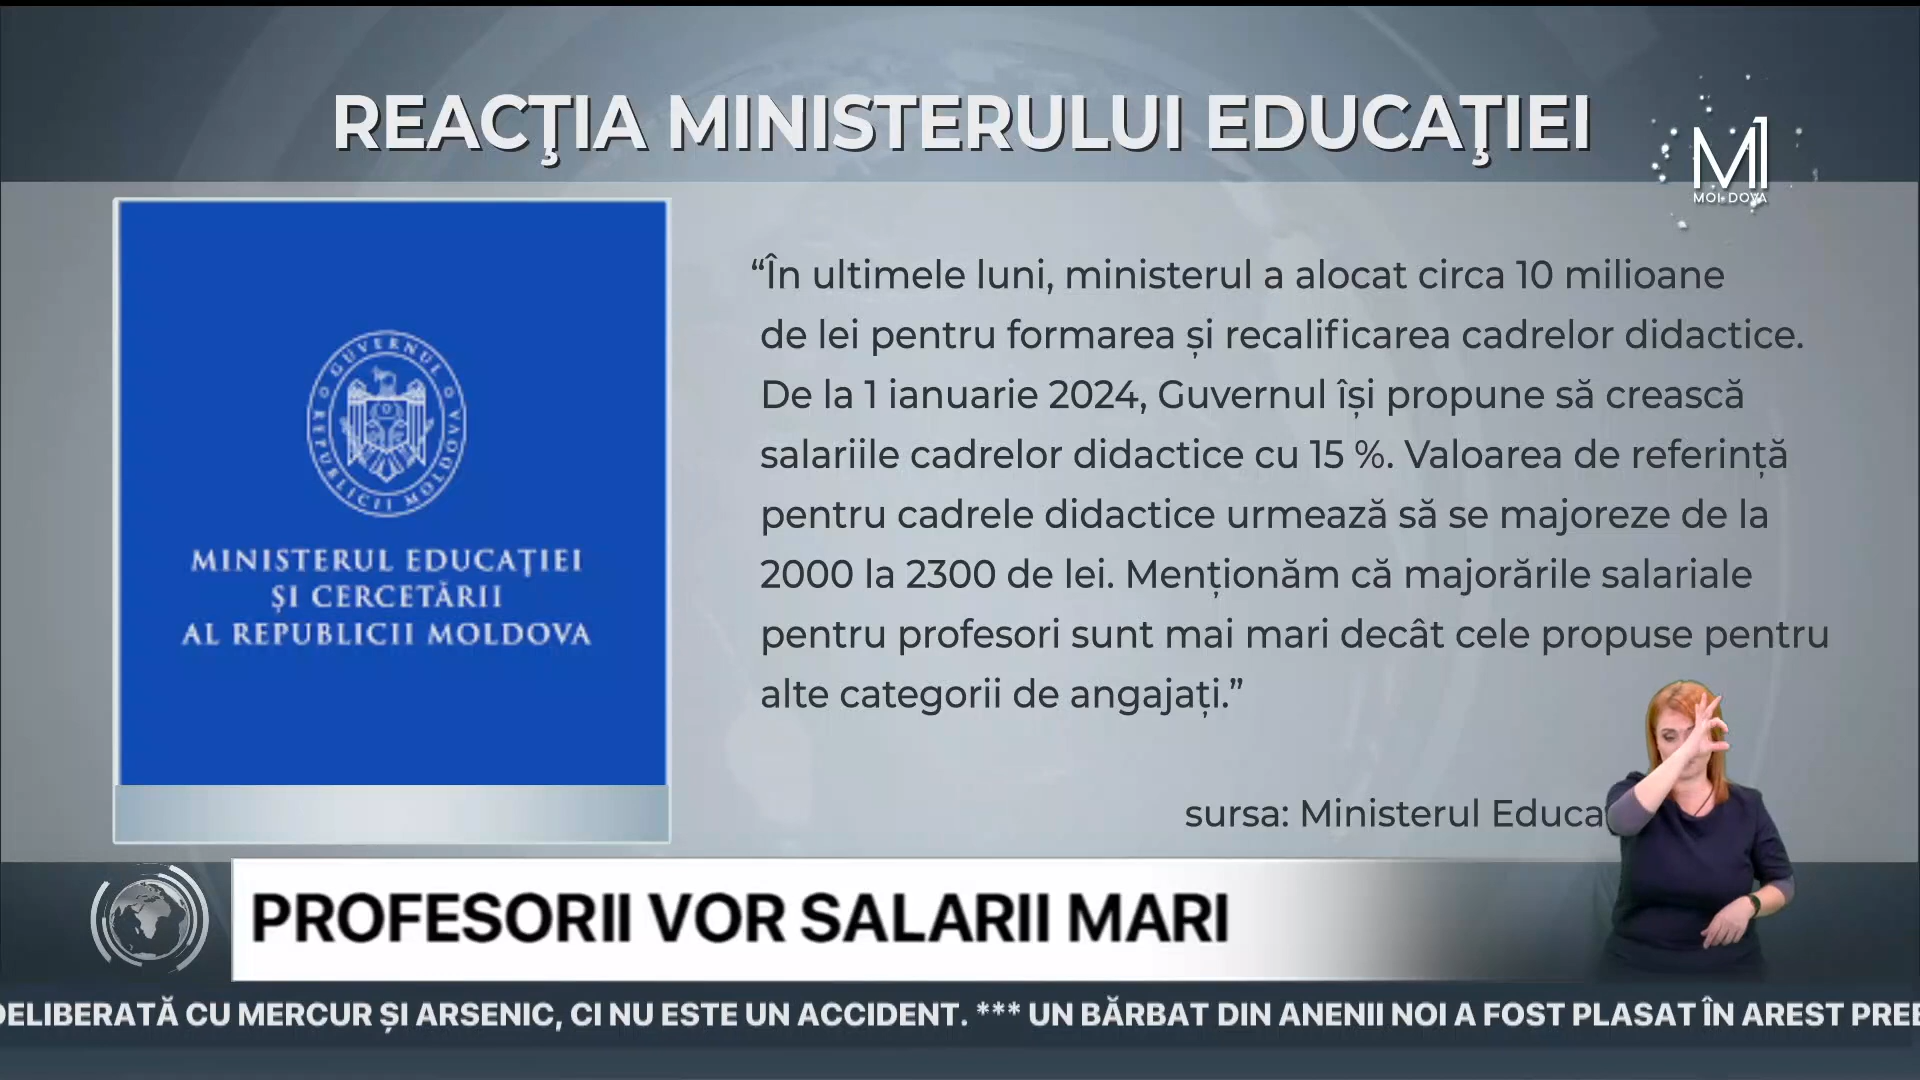 REACŢIA MINISTERULUI EDUCAŢIEI
M1
MOLDOVA
GUVERNUL
REPUBLICII MOLDOVA
MINISTERUL EDUCAȚIEI
ȘI CERCETĂRII
AL REPUBLICII MOLDOVA
“În ultimele luni, ministerul a alocat circa 10 milioane
de lei pentru formarea și recalificarea cadrelor didactice.
De la 1 ianuarie 2024, Guvernul își propune să crească
salariile cadrelor didactice cu 15 %. Valoarea de referință
pentru cadrele didactice urmează să se majoreze de la
2000 la 2300 de lei. Menționăm că majorările salariale
pentru profesori sunt mai mari decât cele propuse pentru
alte categorii de angajați.”
sursa: Ministerul Educa
PROFESORII VOR SALARII MARI
DELIBERATĂ CU MERCUR ȘI ARSENIC, CI NU ESTE UN ACCIDENT. *** UN BĂRBAT DIN ANENII NOI A FOST PLASAT ÎN AREST